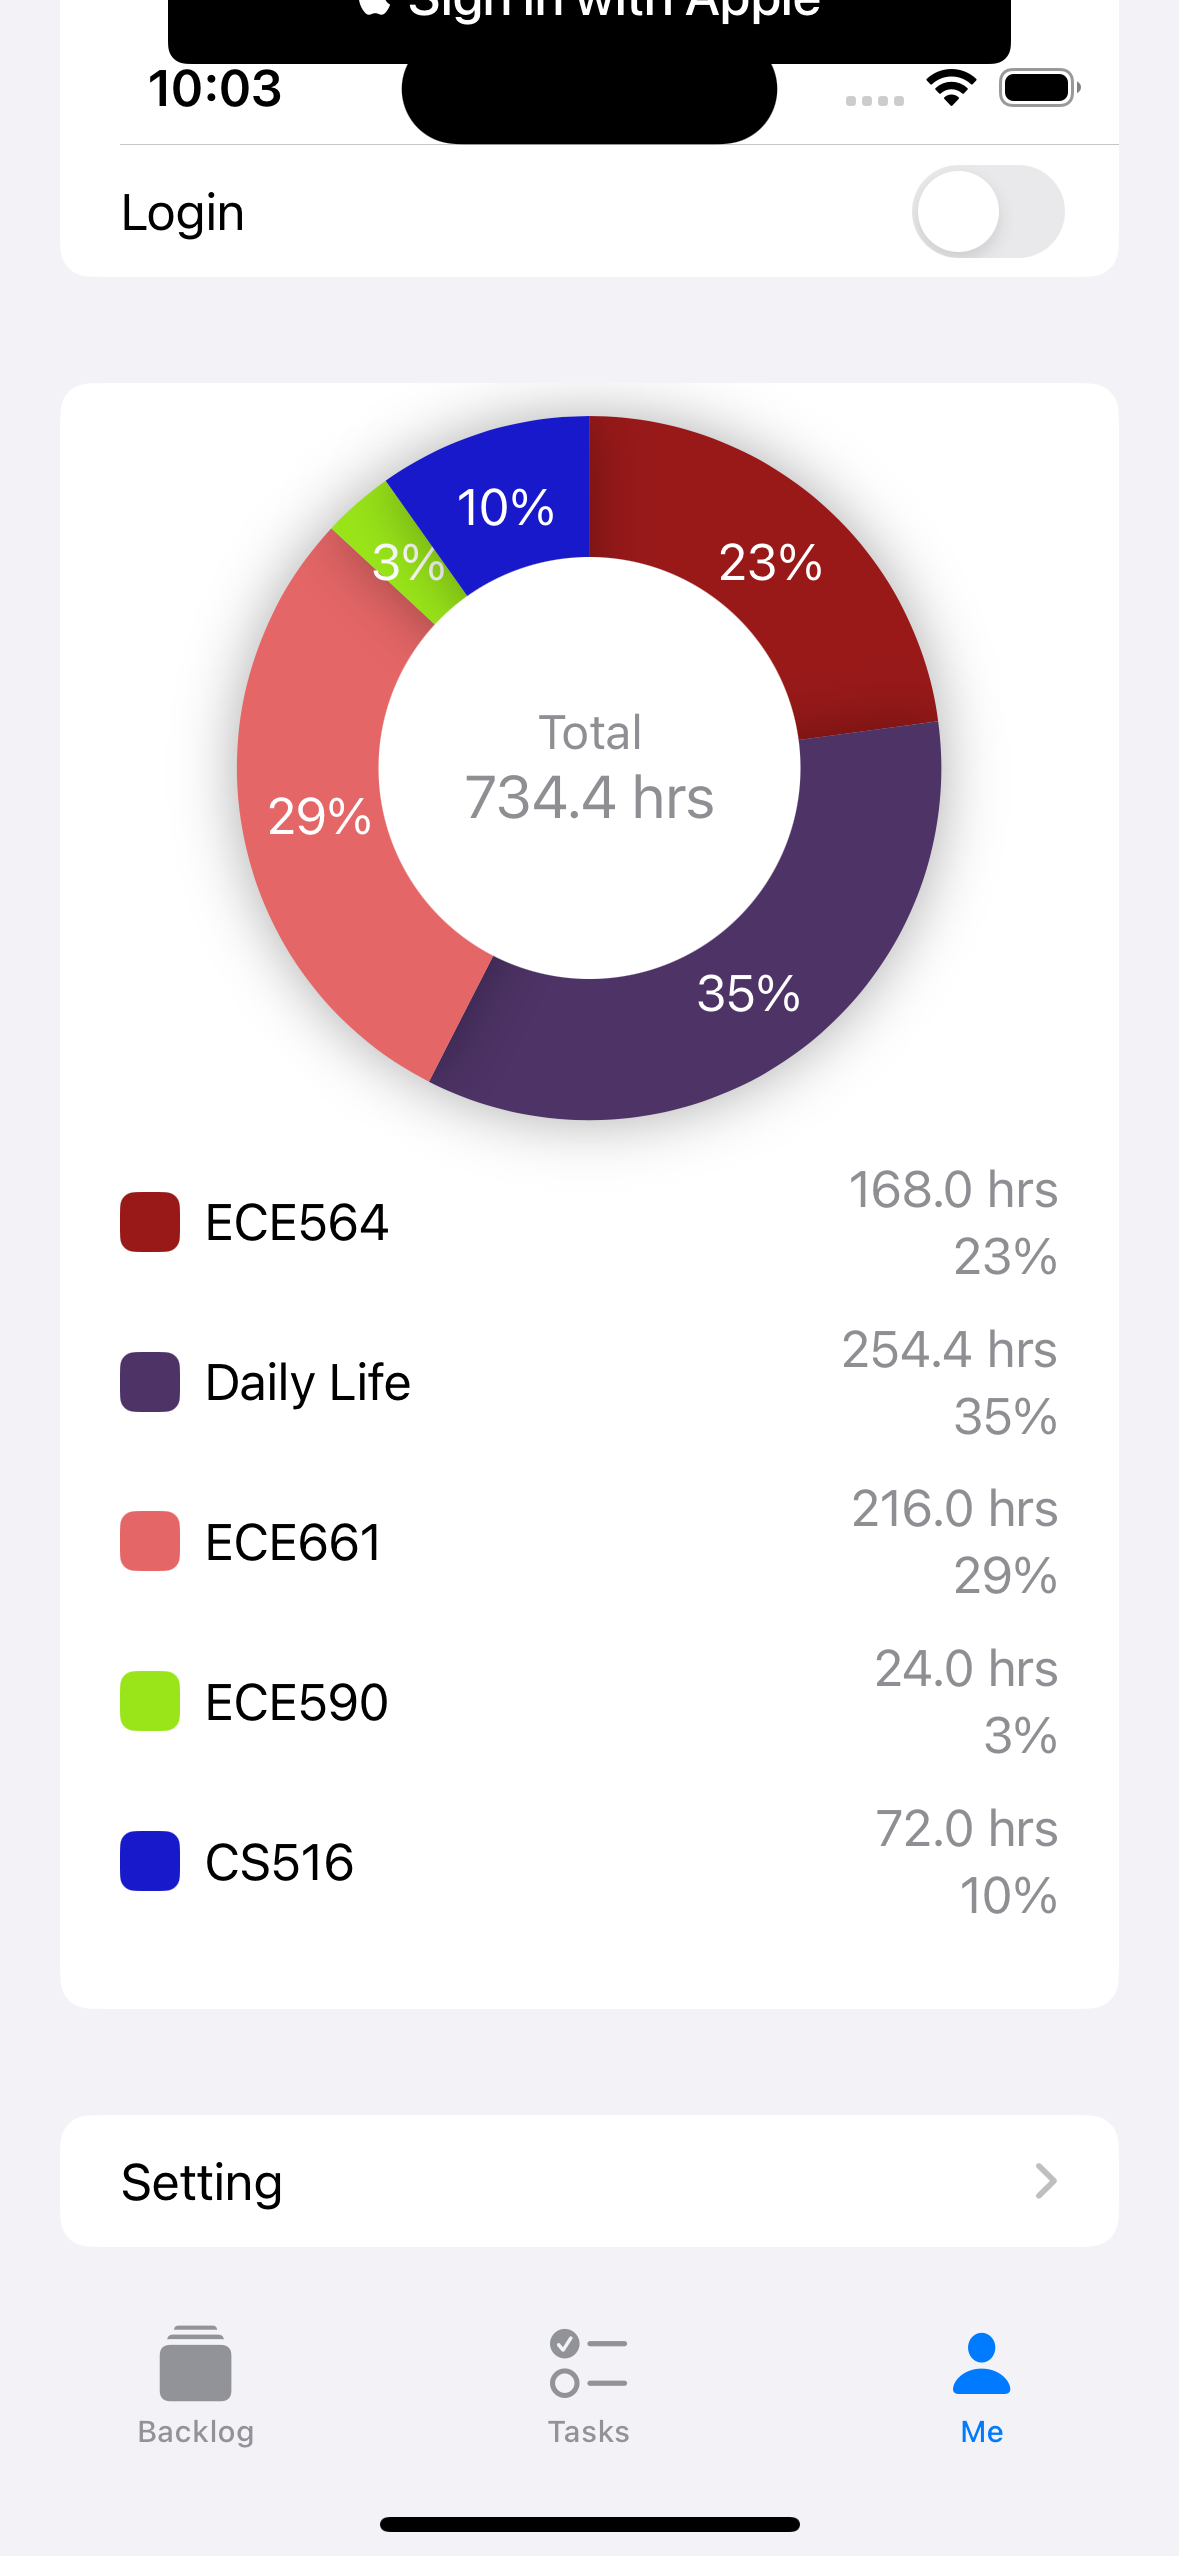 Sign in with Apple
10:03
Login
10%
23%
3%
Total
734.4 hrs
29%
35%
ECE564
168.0 hrs
23%
Daily Life
254.4 hrs
35%
ECE661
216.0 hrs
29%
ECE590
24.0 hrs
3%
CS516
72.0 hrs
10%
Setting
Backlog
Tasks
Me